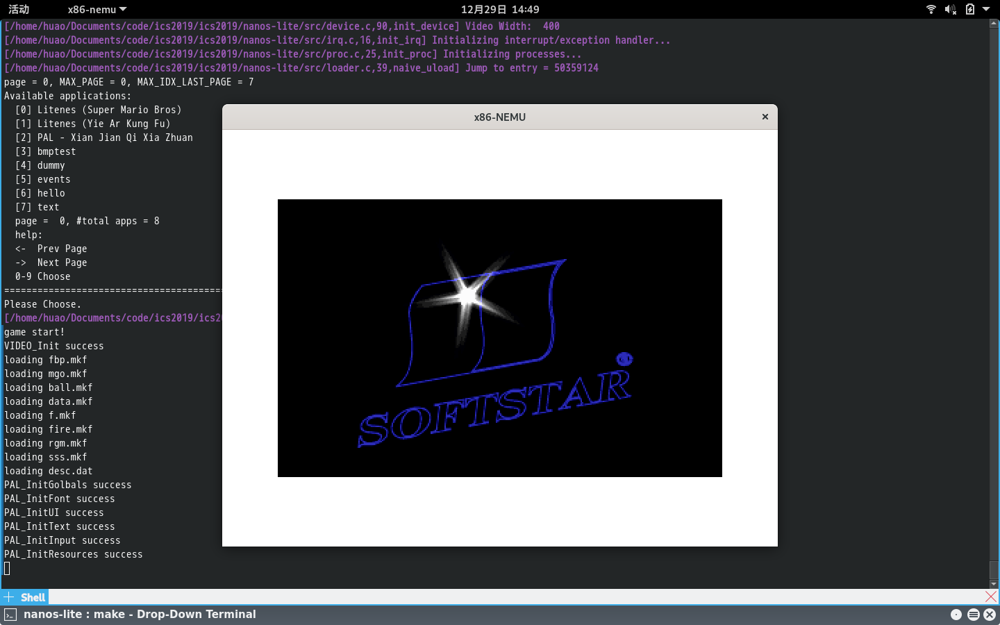 活动 x86-nemu 12月29日 14:49
[/home/huao/Documents/code/ics2019/ics2019/nanos-lite/src/device.c,90,init_device] Video Width:  400
[/home/huao/Documents/code/ics2019/ics2019/nanos-lite/src/irq.c,16,init_irq] Initializing interrupt/exception handler...
[/home/huao/Documents/code/ics2019/ics2019/nanos-lite/src/proc.c,25,init_proc] Initializing processes...
[/home/huao/Documents/code/ics2019/ics2019/nanos-lite/src/loader.c,39,naive_uload] Jump to entry = 50359124
page = 0, MAX_PAGE = 0, MAX_IDX_LAST_PAGE = 7
Available applications:
[0] Litenes (Super Mario Bros)
[1] Litenes (Yie Ar Kung Fu)
[2] PAL - Xian Jian Qi Xia Zhuan
[3] bmptest
[4] dummy
[5] events
[6] hello
[7] text
page =  0, #total apps = 8
help:
<-  Prev Page
->  Next Page
0-9 Choose
========================================
Please Choose.
[/home/huao/Documents/code/ics2019/ics2
game start!
VIDEO_Init success
loading fbp.mkf
loading mgo.mkf
loading ball.mkf
loading data.mkf
loading f.mkf
loading fire.mkf
loading rgm.mkf
loading sss.mkf
loading desc.dat
PAL_InitGolbals success
PAL_InitFont success
PAL_InitUI success
PAL_InitText success
PAL_InitInput success
PAL_InitResources success
x86-NEMU
SOFTSTAR
Shell
nanos-lite : make - Drop-Down Terminal